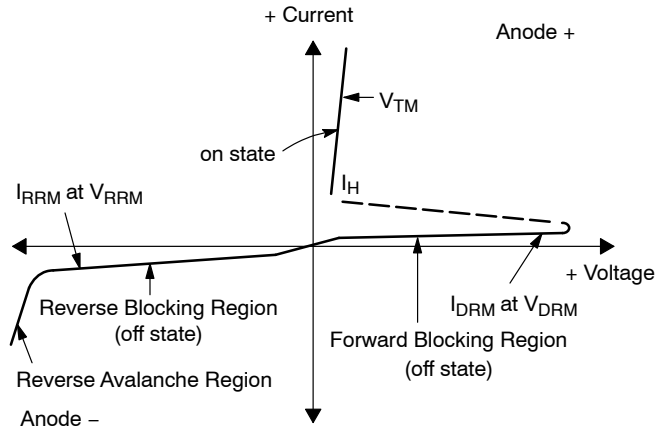 + Current
Anode +
V_TM
on state
I_H
I_RRM at V_RRM
+ Voltage
I_DRM at V_DRM
Reverse Blocking Region
(off state)
Forward Blocking Region
(off state)
Reverse Avalanche Region
Anode −